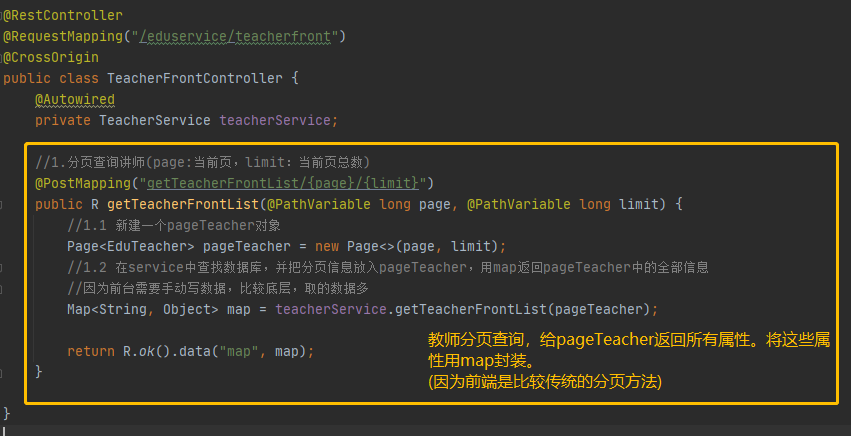 @RestController
@RequestMapping("/eduservice/teacherfront")
@CrossOrigin
public class TeacherFrontController {
@Autowired
private TeacherService teacherService;
//1.分页查询讲师(page:当前页，limit：当前页总数)
@PostMapping("getTeacherFrontList/{page}/{limit}")
public R getTeacherFrontList(@PathVariable long page, @PathVariable long limit) {
//1.1 新建一个pageTeacher对象
Page<EduTeacher> pageTeacher = new Page<>(page, limit);
//1.2 在service中查找数据库，并把分页信息放入pageTeacher，用map返回pageTeacher中的全部信息
//因为前台需要手动写数据，比较底层，取的数据多
Map<String, Object> map = teacherService.getTeacherFrontList(pageTeacher);
return R.ok().data("map", map);
}
}
教师分页查询，给pageTeacher返回所有属性。将这些属
性用map封装。
(因为前端是比较传统的分页方法)